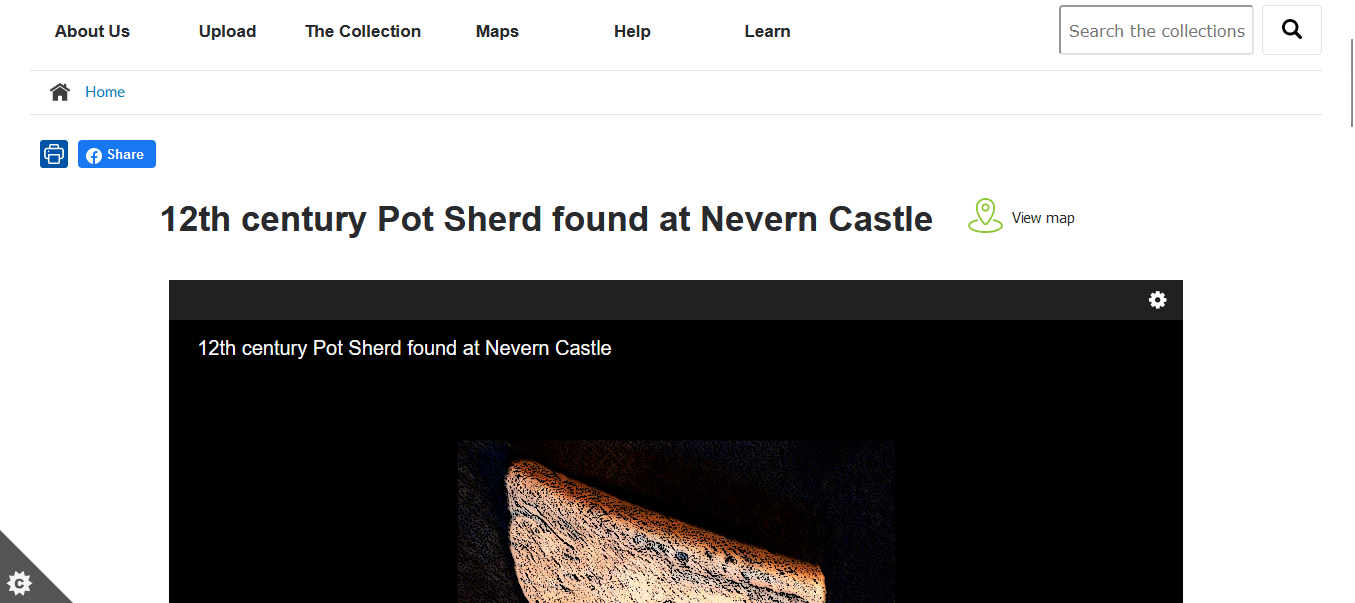 About Us Upload The Collection Maps Help Learn Search the collections
Home
Share
12th century Pot Sherd found at Nevern Castle View map
12th century Pot Sherd found at Nevern Castle